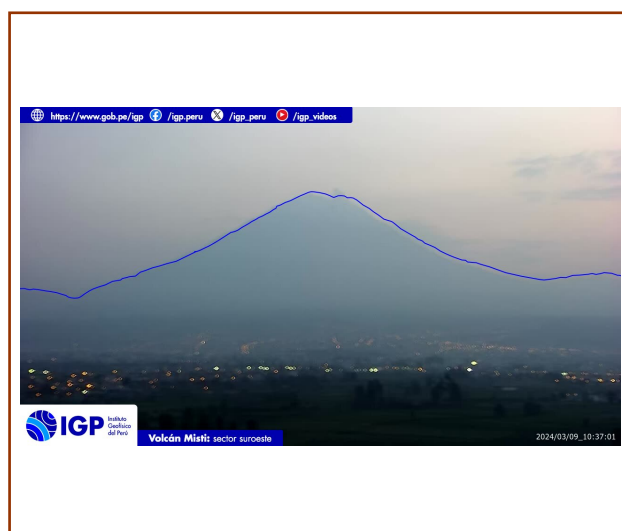 https://www.gob.pe/igp /igp.peru /igp_peru /igp_videos
IGP Instituto Geofísico del Perú
Volcán Misti: sector suroeste
2024/03/09_10:37:01